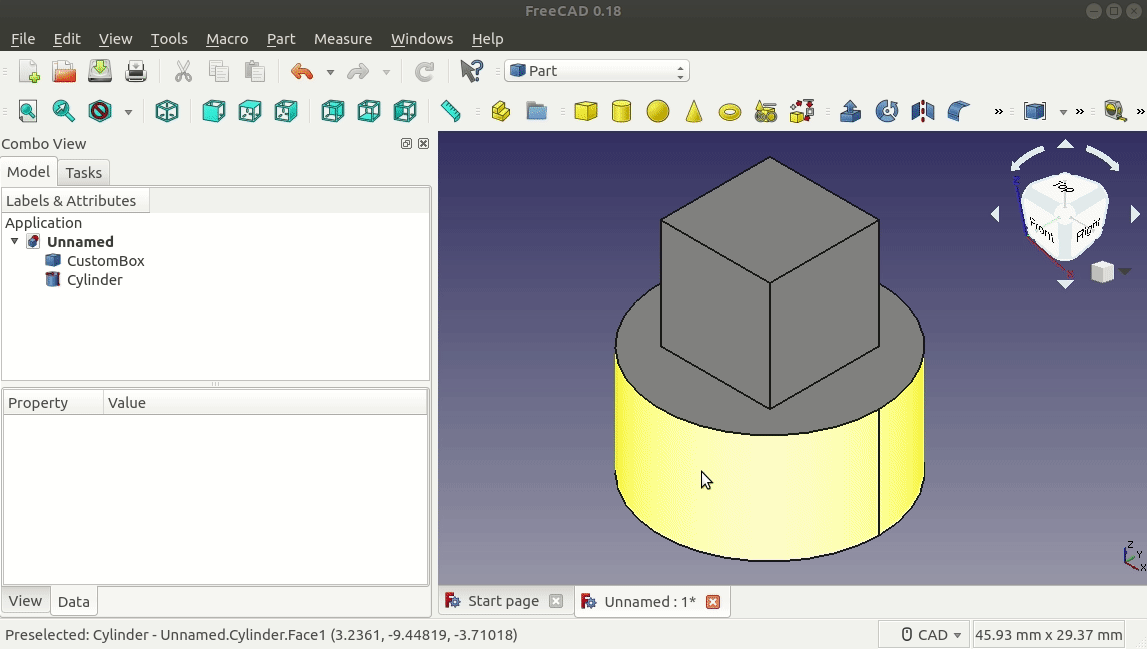 FreeCAD 0.18
File Edit View Tools Macro Part Measure Windows Help
Part
»
»
»
Combo View
Model Tasks
Labels & Attributes
Application
Unnamed
CustomBox
Cylinder
Property Value
Top
Front
Right
Z
X
Z
Y
X
View Data
Start page Unnamed : 1*
Preselected: Cylinder - Unnamed.Cylinder.Face1 (3.2361, -9.44819, -3.71018) CAD 45.93 mm x 29.37 mm